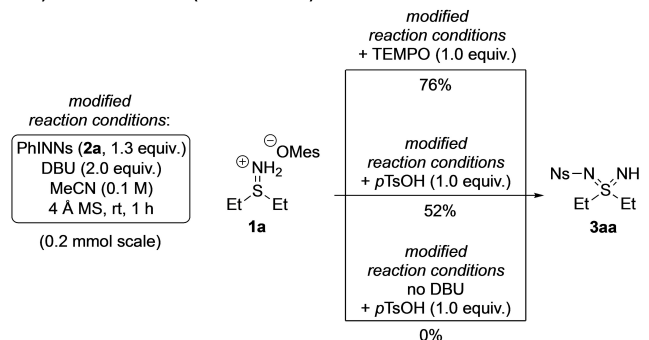 modified
reaction conditions
+ TEMPO (1.0 equiv.)
76%
modified
reaction conditions:
PhINNs (2a, 1.3 equiv.)
DBU (2.0 equiv.)
MeCN (0.1 M)
4 Å MS, rt, 1 h
(0.2 mmol scale)
⊖
OMes
⊕
NH2
S
Et Et
1a
modified
reaction conditions
+ pTsOH (1.0 equiv.)
52%
modified
reaction conditions
no DBU
+ pTsOH (1.0 equiv.)
0%
Ns N NH
S
Et Et
3aa